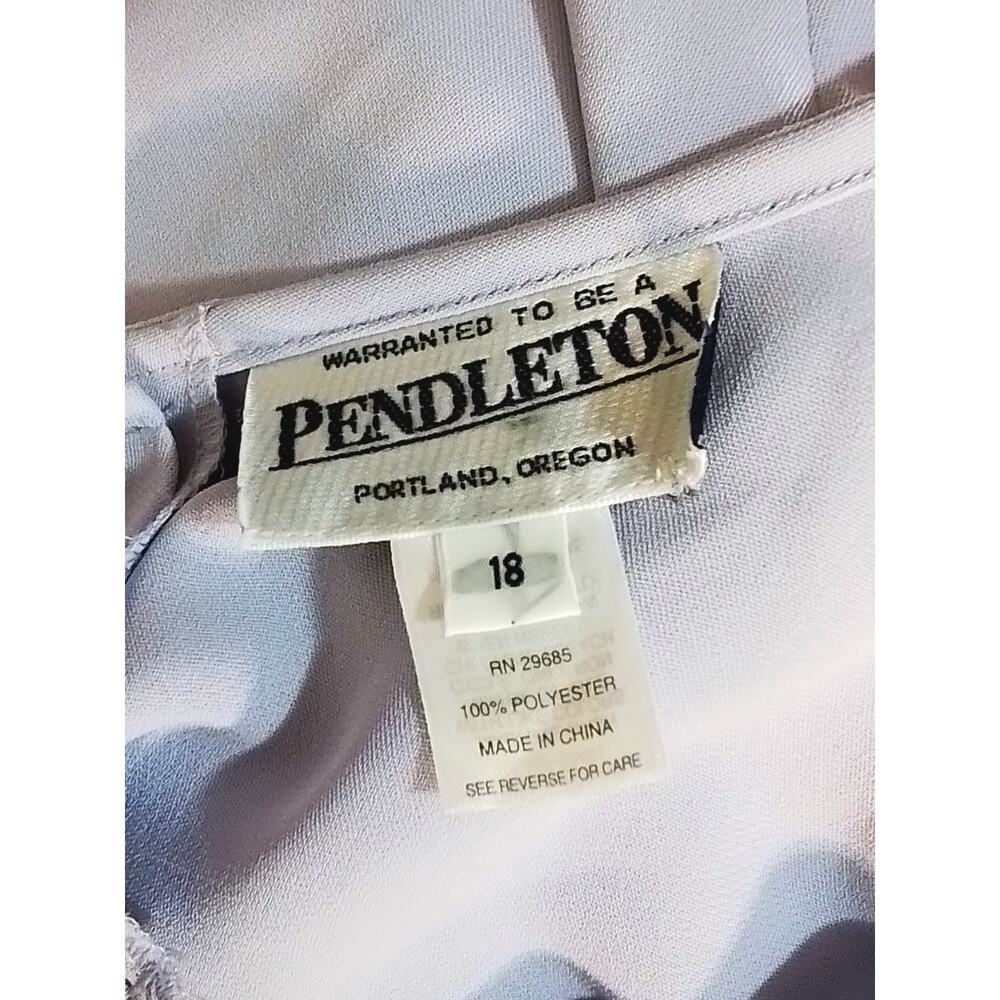 WARRANTED TO BE A
PENDLETON
PORTLAND, OREGON
18
RN 29685
100% POLYESTER
MADE IN CHINA
SEE REVERSE FOR CARE